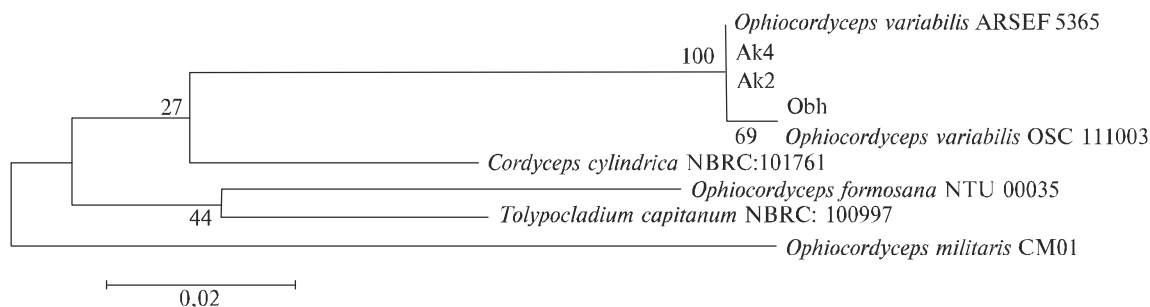 Ophiocordyceps variabilis ARSEF 5365
100 Ak4
Ak2
27 Obh
69 Ophiocordyceps variabilis OSC 111003
Cordyceps cylindrica NBRC:101761
Ophiocordyceps formosana NTU 00035
44 Tolypocladium capitanum NBRC: 100997
Ophiocordyceps militaris CM01
0,02